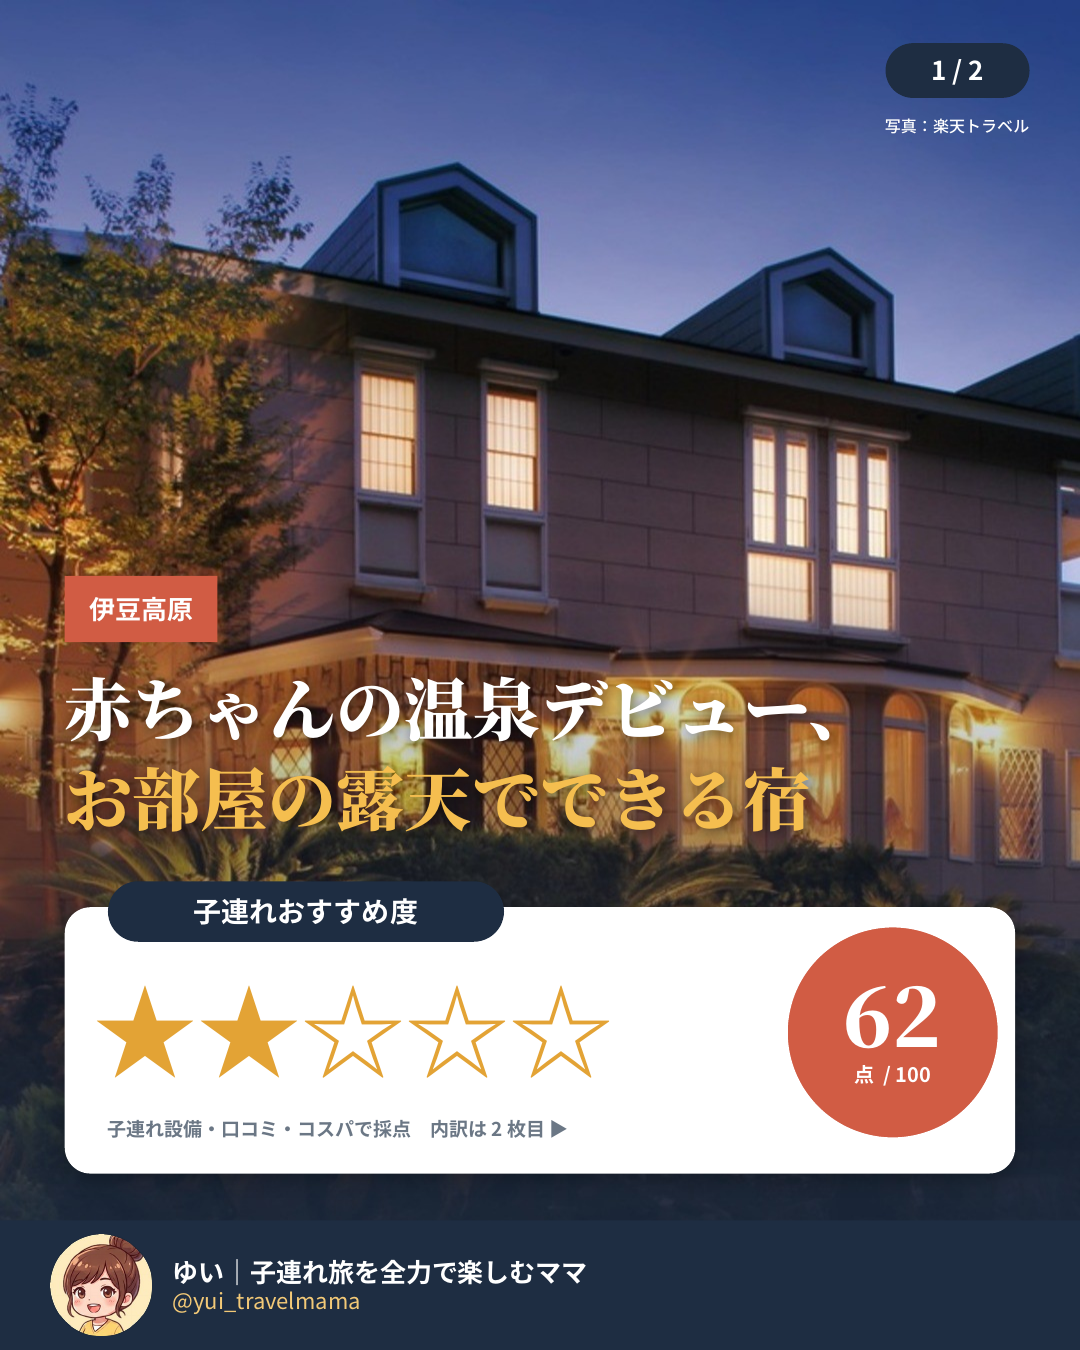 1 / 2
写真：楽天トラベル
伊豆高原
赤ちゃんの温泉デビュー、
お部屋の露天でできる宿
子連れおすすめ度
★★☆☆☆
62
点 / 100
子連れ設備・口コミ・コスパで採点　内訳は 2 枚目 ▶
ゆい｜子連れ旅を全力で楽しむママ
@yui_travelmama